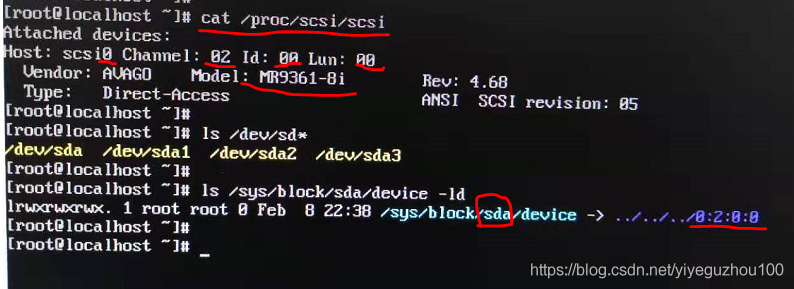 [root@localhost ~]# cat /proc/scsi/scsi
Attached devices:
Host: scsi0 Channel: 02 Id: 00 Lun: 00
  Vendor: AVAGO    Model: MR9361-8i        Rev: 4.68
  Type:   Direct-Access                    ANSI  SCSI revision: 05
[root@localhost ~]#
[root@localhost ~]# ls /dev/sd*
/dev/sda  /dev/sda1  /dev/sda2  /dev/sda3
[root@localhost ~]#
[root@localhost ~]# ls /sys/block/sda/device -ld
lrwxrwxrwx. 1 root root 0 Feb  8 22:38 /sys/block/sda/device -> ../../../0:2:0:0
[root@localhost ~]#
[root@localhost ~]# _
https://blog.csdn.net/yiyeguzhou100